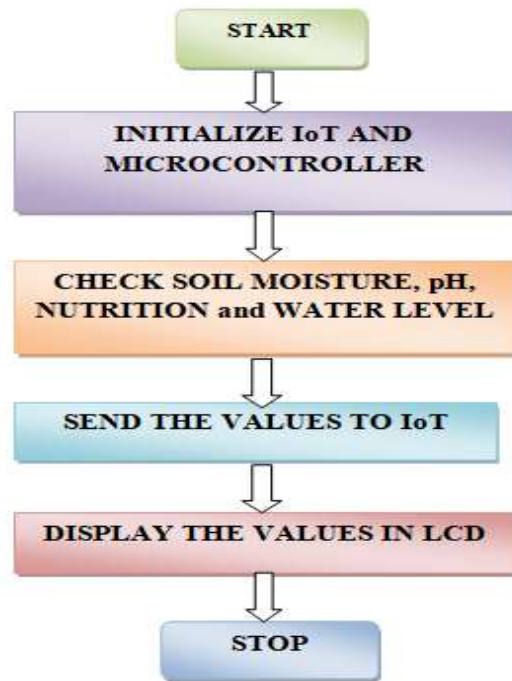 START
INITIALIZE IoT AND
MICROCONTROLLER
CHECK SOIL MOISTURE, pH,
NUTRITION and WATER LEVEL
SEND THE VALUES TO IoT
DISPLAY THE VALUES IN LCD
STOP